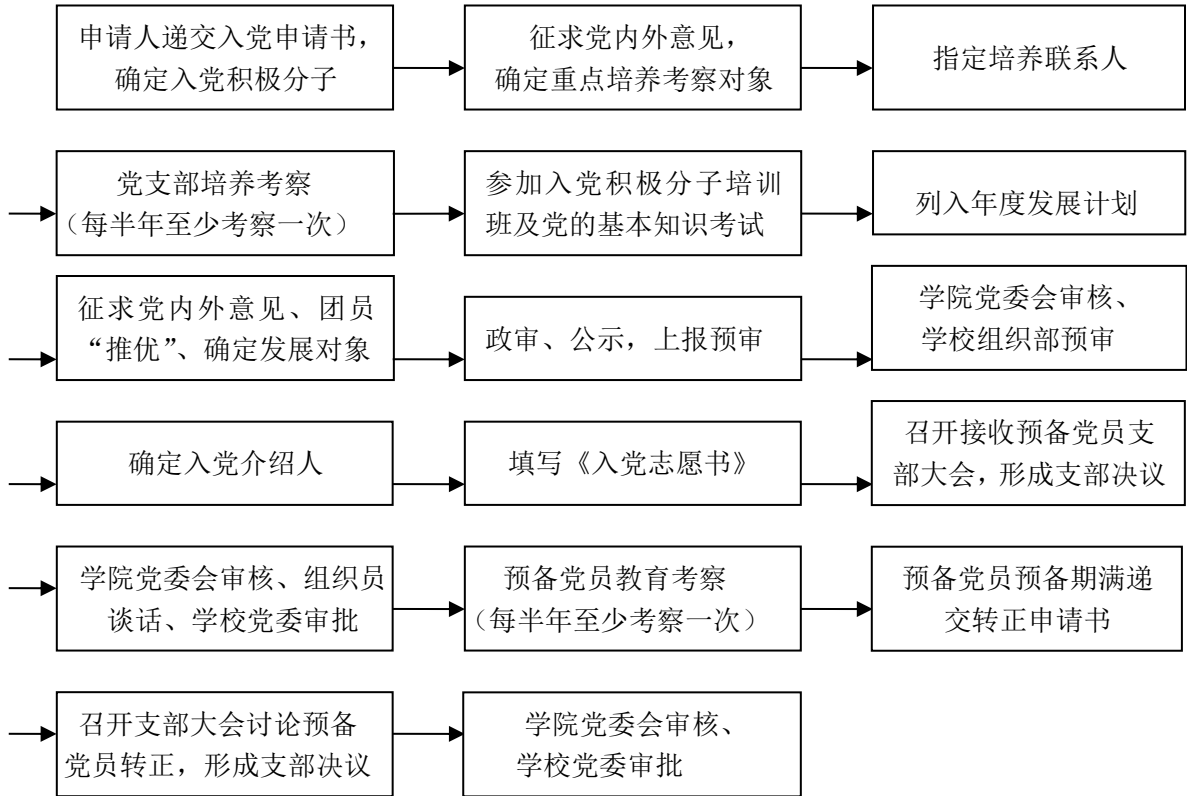 申请人递交入党申请书，
确定入党积极分子
征求党内外意见，
确定重点培养考察对象
指定培养联系人
党支部培养考察
（每半年至少考察一次）
参加入党积极分子培训
班及党的基本知识考试
列入年度发展计划
征求党内外意见、团员
“推优”、确定发展对象
政审、公示，上报预审
学院党委会审核、
学校组织部预审
确定入党介绍人
填写《入党志愿书》
召开接收预备党员支
部大会，形成支部决议
学院党委会审核、组织员
谈话、学校党委审批
预备党员教育考察
（每半年至少考察一次）
预备党员预备期满递
交转正申请书
召开支部大会讨论预备
党员转正，形成支部决议
学院党委会审核、
学校党委审批